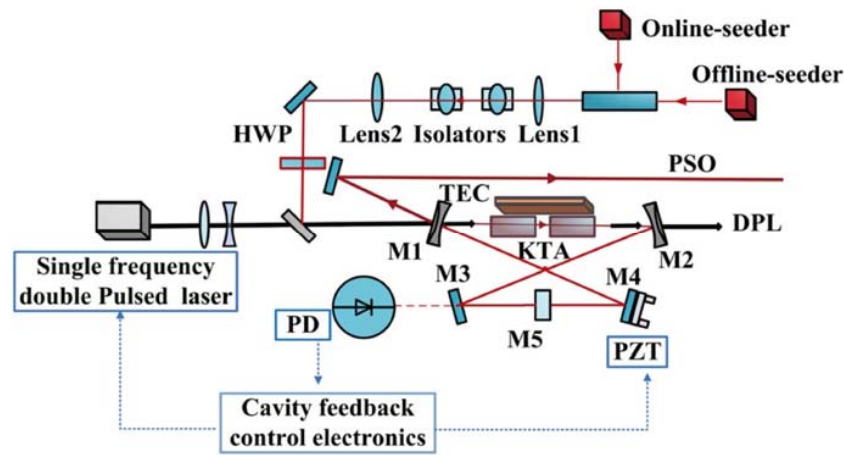 Online-seeder
Offline-seeder
HWP
Lens2
Isolators
Lens1
PSO
TEC
DPL
M1
KTA
M2
Single frequency
double Pulsed  laser
M3
M4
PD
M5
PZT
Cavity feedback
control electronics